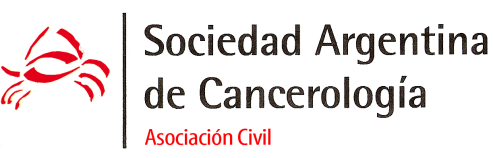 Sociedad Argentina
de Cancerología
Asociación Civil